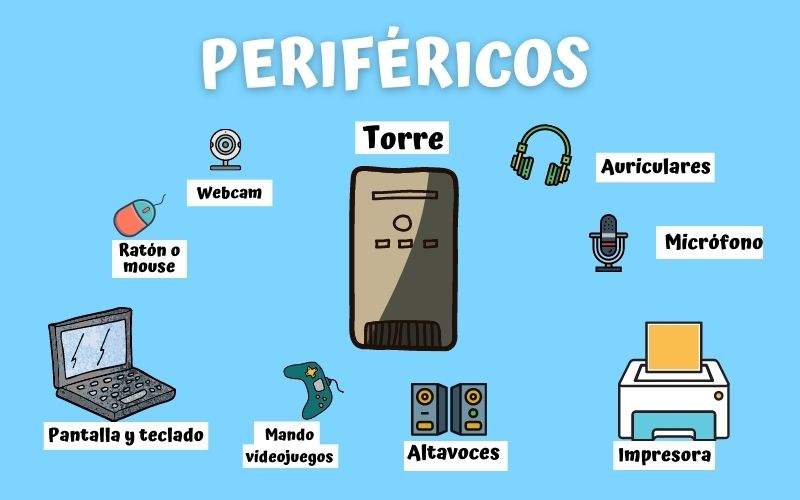 PERIFÉRICOS
Torre
Webcam
Auriculares
Ratón o
mouse
Micrófono
Pantalla y teclado
Mando
videojuegos
Altavoces
Impresora